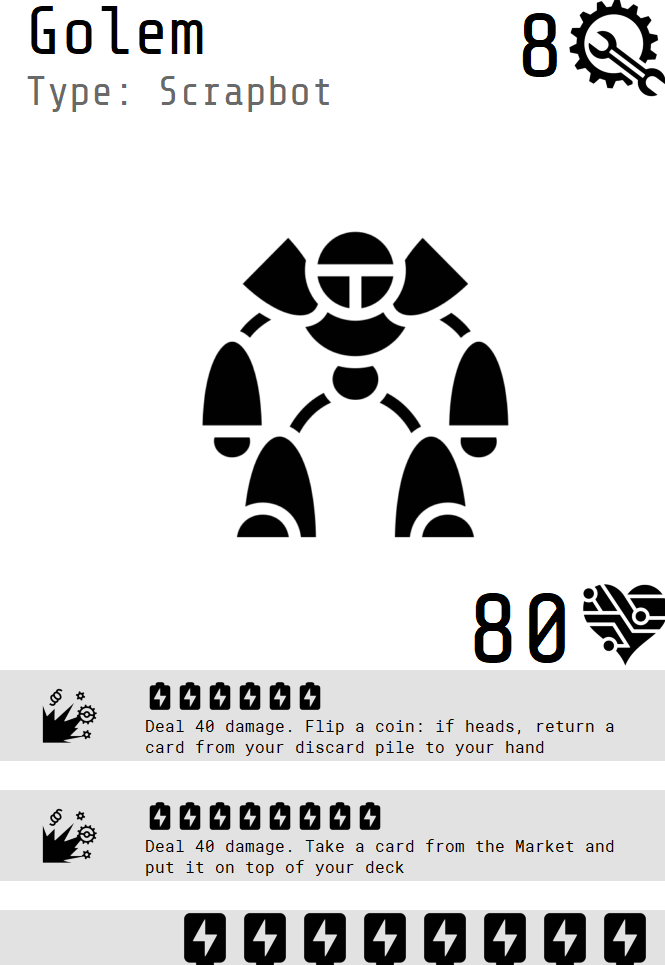 Golem
8
Type: Scrapbot
80
Deal 40 damage. Flip a coin: if heads, return a
card from your discard pile to your hand
Deal 40 damage. Take a card from the Market and
put it on top of your deck